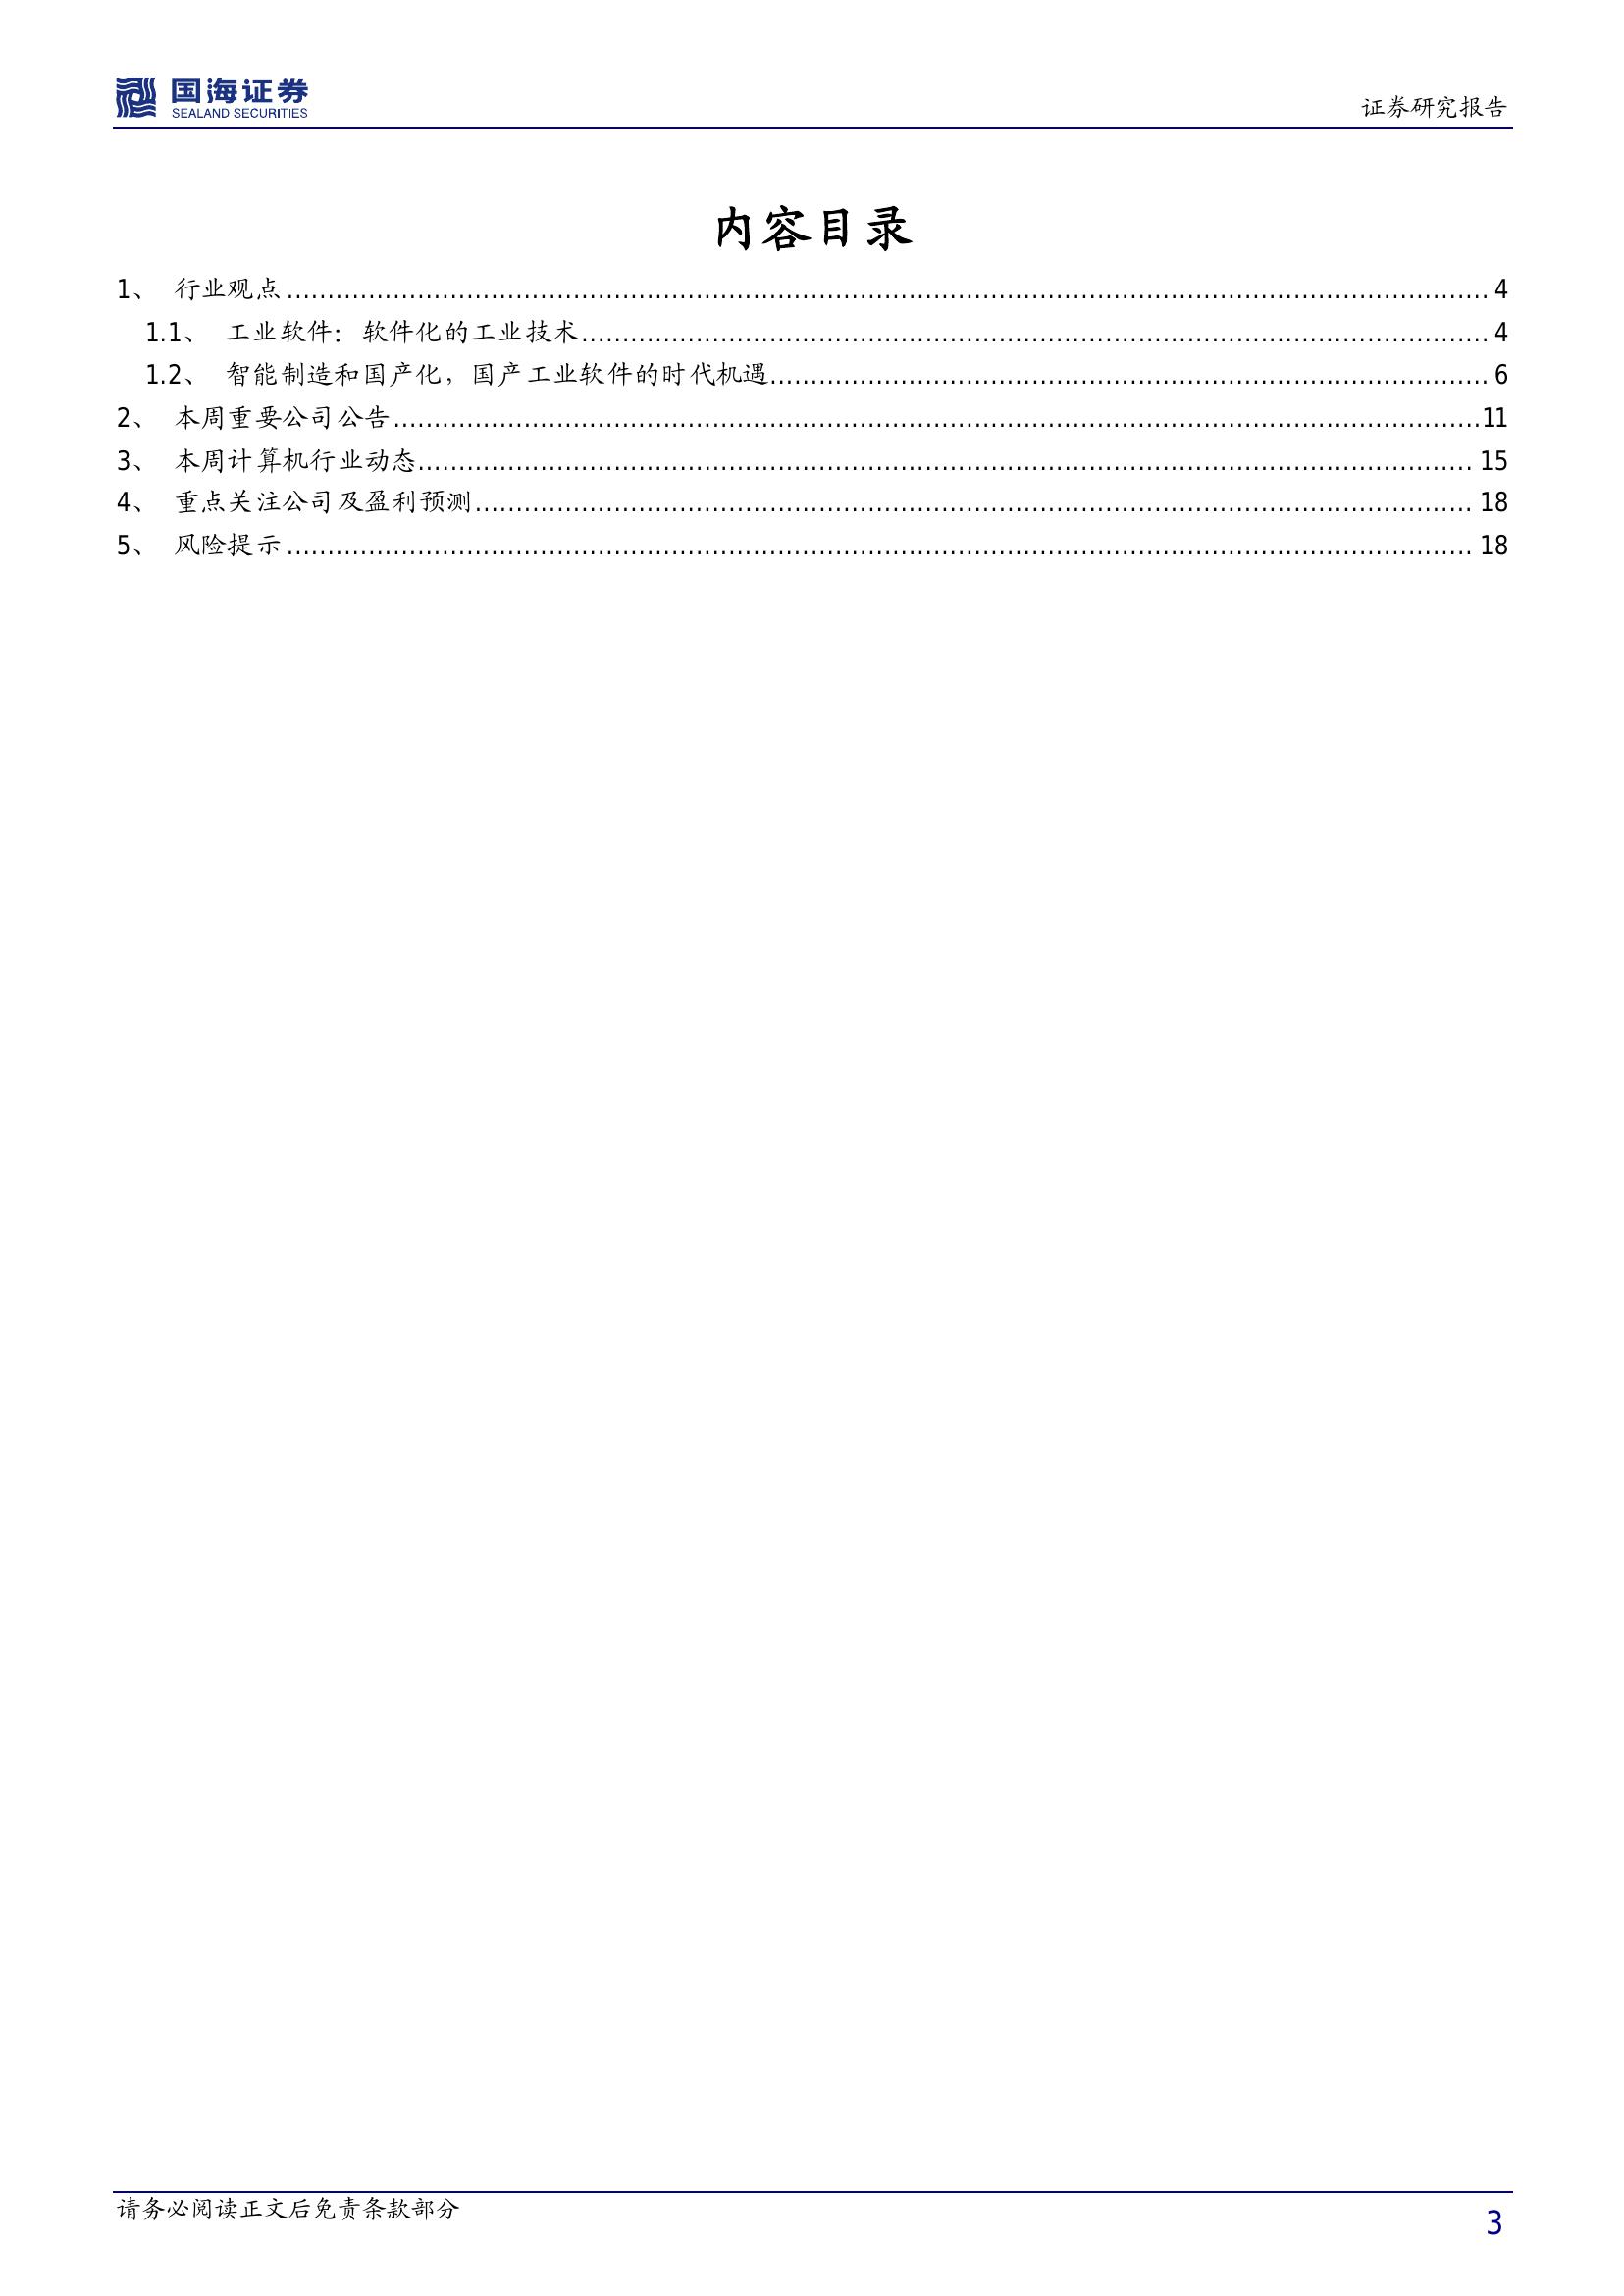 国海证券
SEALAND SECURITIES
证券研究报告
内容目录
1、 行业观点........................................................ 4
1.1、 工业软件：软件化的工业技术........................................................ 4
1.2、 智能制造和国产化，国产工业软件的时代机遇........................................................ 6
2、 本周重要公司公告........................................................11
3、 本周计算机行业动态........................................................ 15
4、 重点关注公司及盈利预测........................................................ 18
5、 风险提示........................................................ 18
请务必阅读正文后免责条款部分
3